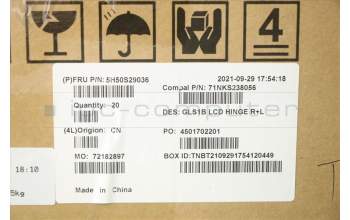 4
(P)FRU P/N: 5H50S29036
2021-09-29 17:54:18
Compal P/N: 71NKS238056
Quantity: 20
DES: GLS1B LCD HINGE R+L
(4L)Origion: CN
PO: 4501702201
MO: 72182897
BOX ID:TNBT2109291754120449
Made in China
18:10
5kg